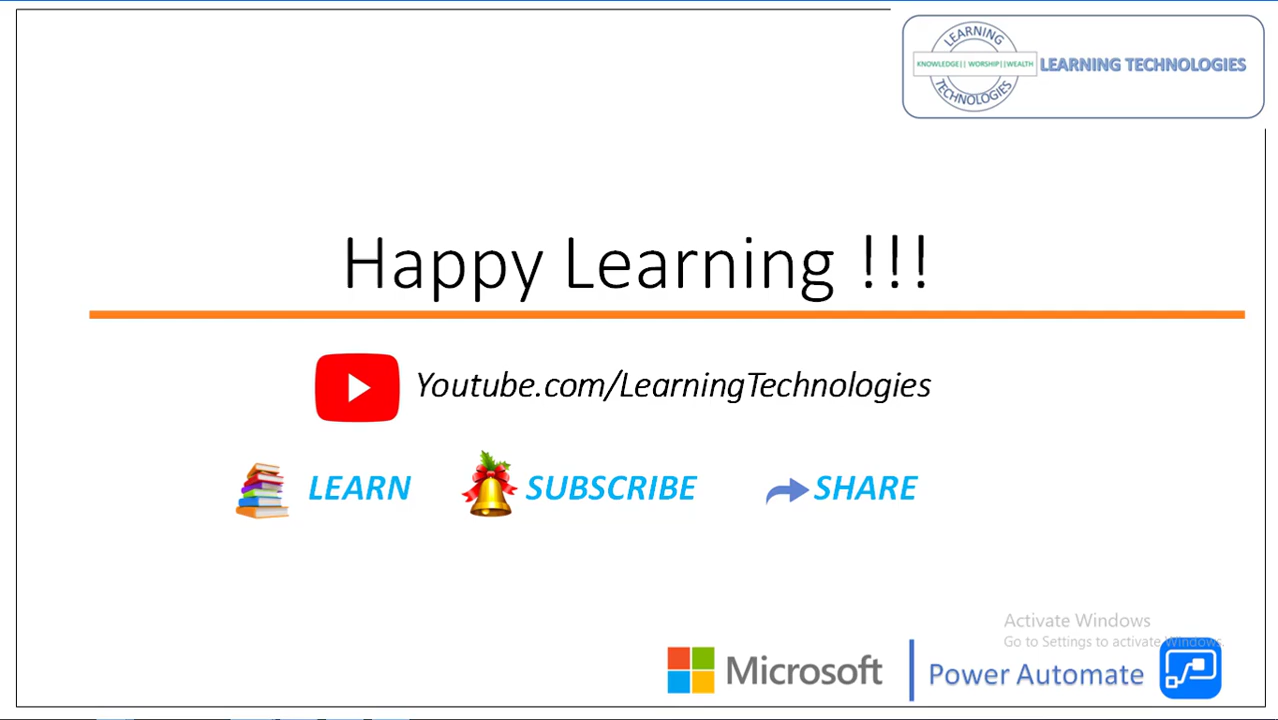 LEARNING
KNOWLEDGE|| WORSHIP||WEALTH
TECHNOLOGIES
LEARNING TECHNOLOGIES
Happy Learning !!!
Youtube.com/LearningTechnologies
LEARN SUBSCRIBE SHARE
Activate Windows
Go to Settings to activate Windows.
Microsoft Power Automate